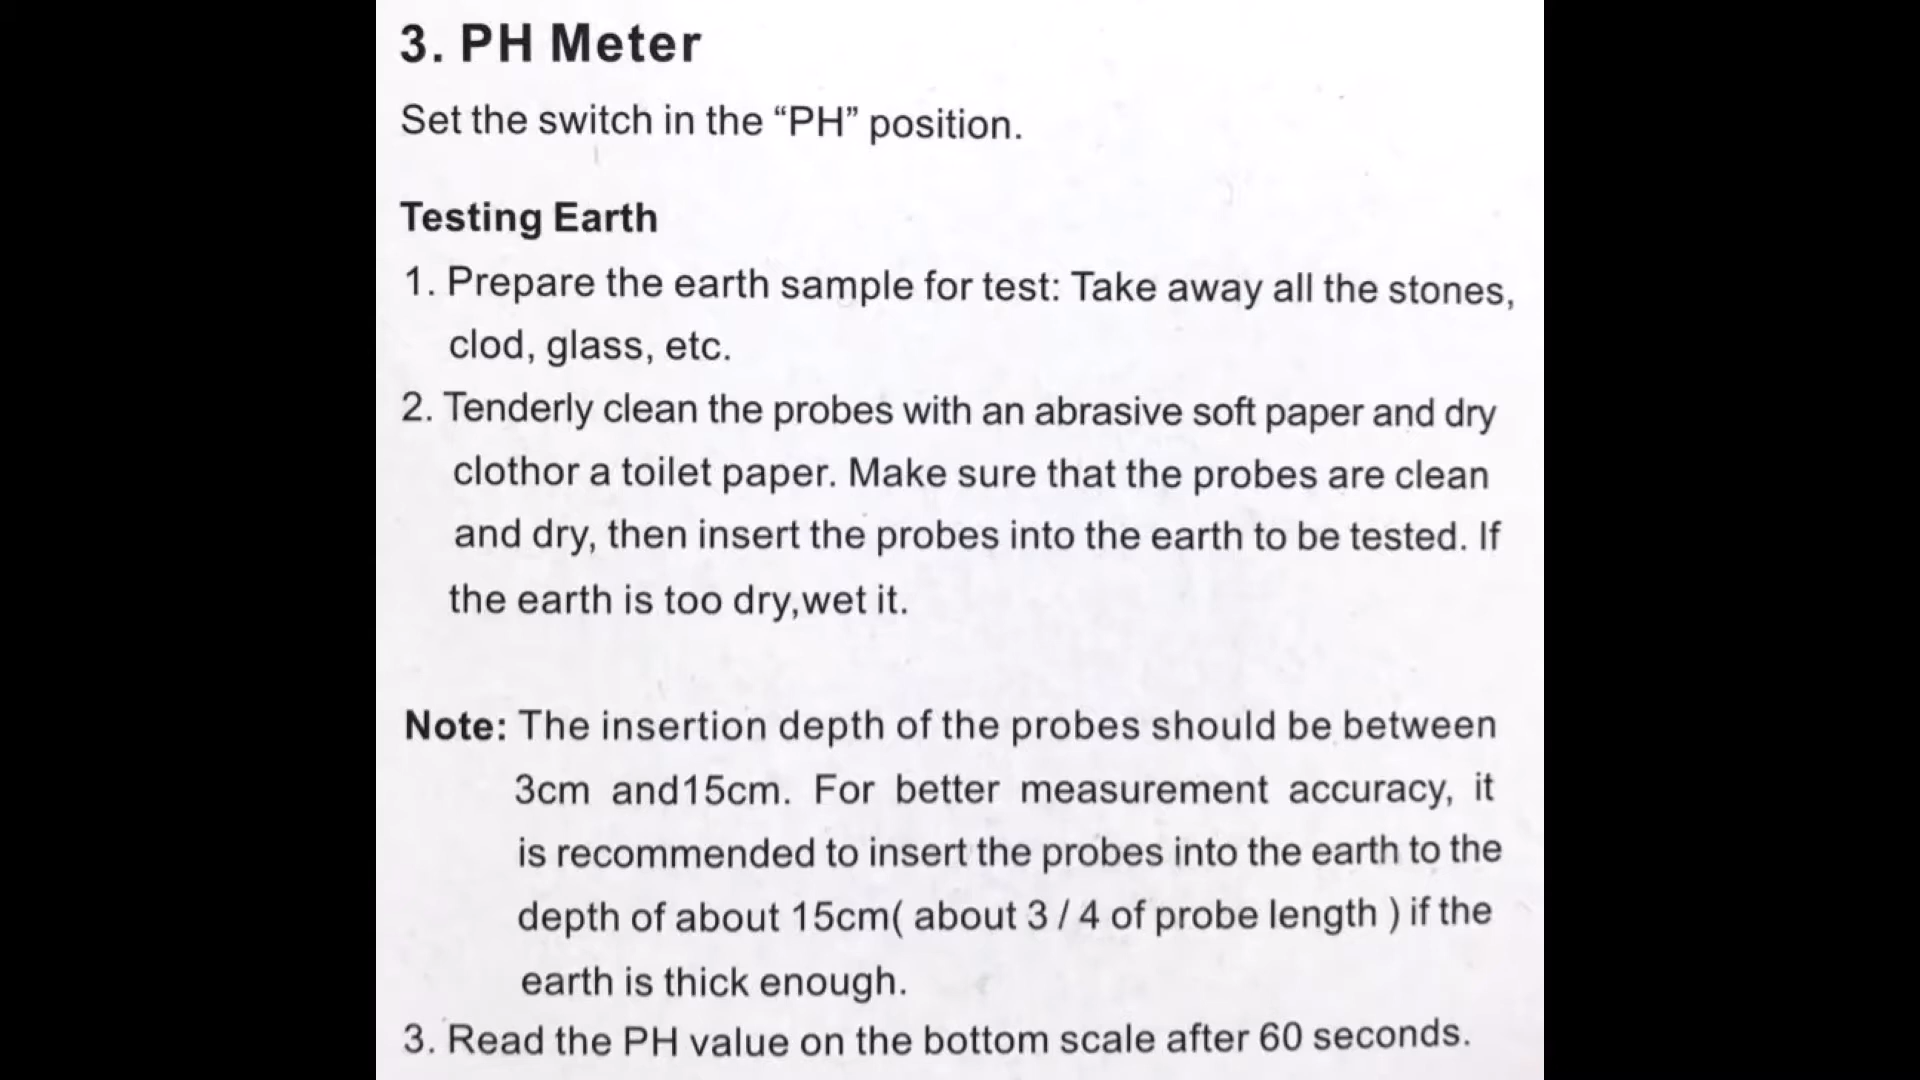 3. PH Meter
Set the switch in the “PH” position.
Testing Earth
1. Prepare the earth sample for test: Take away all the stones,
clod, glass, etc.
2. Tenderly clean the probes with an abrasive soft paper and dry
clothor a toilet paper. Make sure that the probes are clean
and dry, then insert the probes into the earth to be tested. If
the earth is too dry,wet it.
Note: The insertion depth of the probes should be between
3cm and15cm. For better measurement accuracy, it
is recommended to insert the probes into the earth to the
depth of about 15cm( about 3 / 4 of probe length ) if the
earth is thick enough.
3. Read the PH value on the bottom scale after 60 seconds.